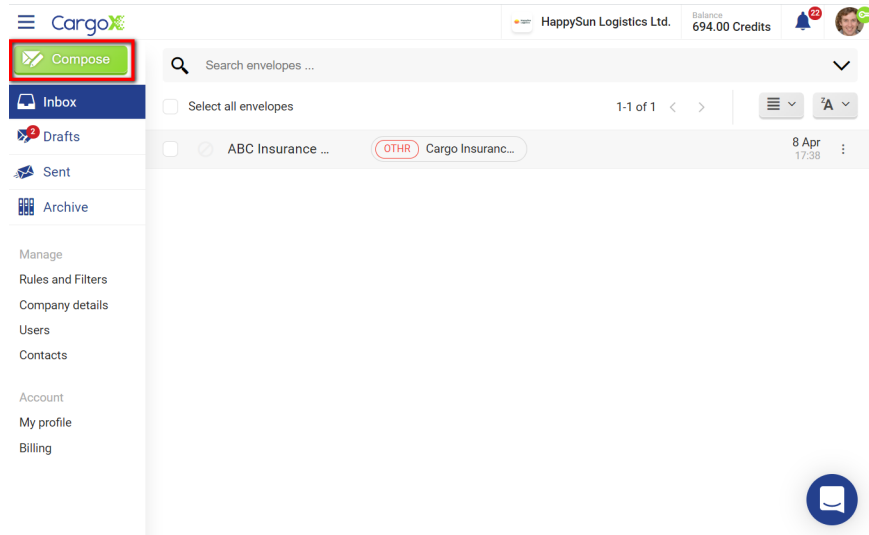 CargoX
HappySun Logistics Ltd.
Balance
694.00 Credits
22
Compose
Search envelopes ...
Inbox
Select all envelopes
1-1 of 1
ZA
2
Drafts
ABC Insurance ...
OTHR
Cargo Insuranc...
8 Apr
17:38
Sent
Archive
Manage
Rules and Filters
Company details
Users
Contacts
Account
My profile
Billing